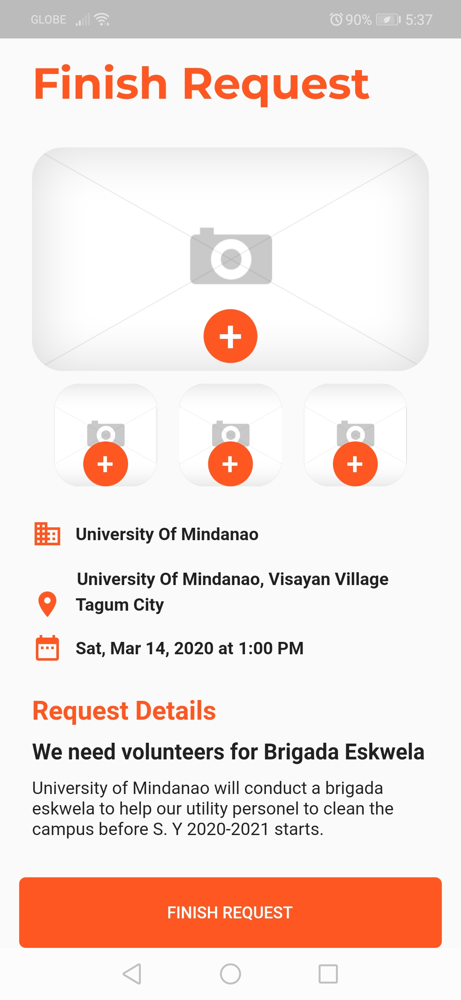 GLOBE 90% 5:37
Finish Request
University Of Mindanao
University Of Mindanao, Visayan Village
Tagum City
Sat, Mar 14, 2020 at 1:00 PM
Request Details
We need volunteers for Brigada Eskwela
University of Mindanao will conduct a brigada
eskwela to help our utility personel to clean the
campus before S. Y 2020-2021 starts.
FINISH REQUEST